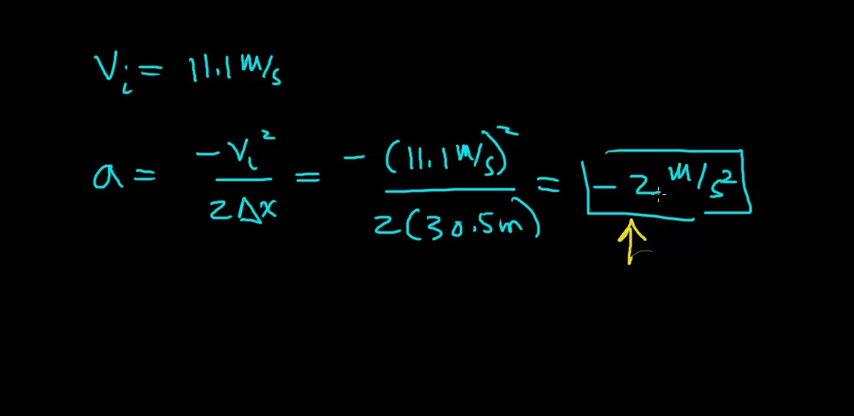 Vi = 11.1 m/s
a = -Vi² / 2Δx = -(11.1 m/s)² / 2(30.5m) = -2 m/s²